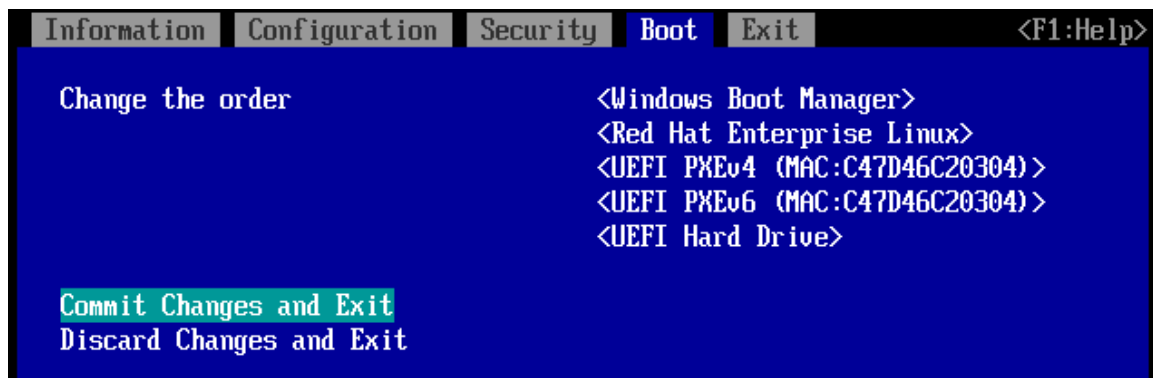 Information Configuration Security Boot Exit <F1:Help>
Change the order <Windows Boot Manager>
<Red Hat Enterprise Linux>
<UEFI PXEv4 (MAC:C47D46C20304)>
<UEFI PXEv6 (MAC:C47D46C20304)>
<UEFI Hard Drive>
Commit Changes and Exit
Discard Changes and Exit